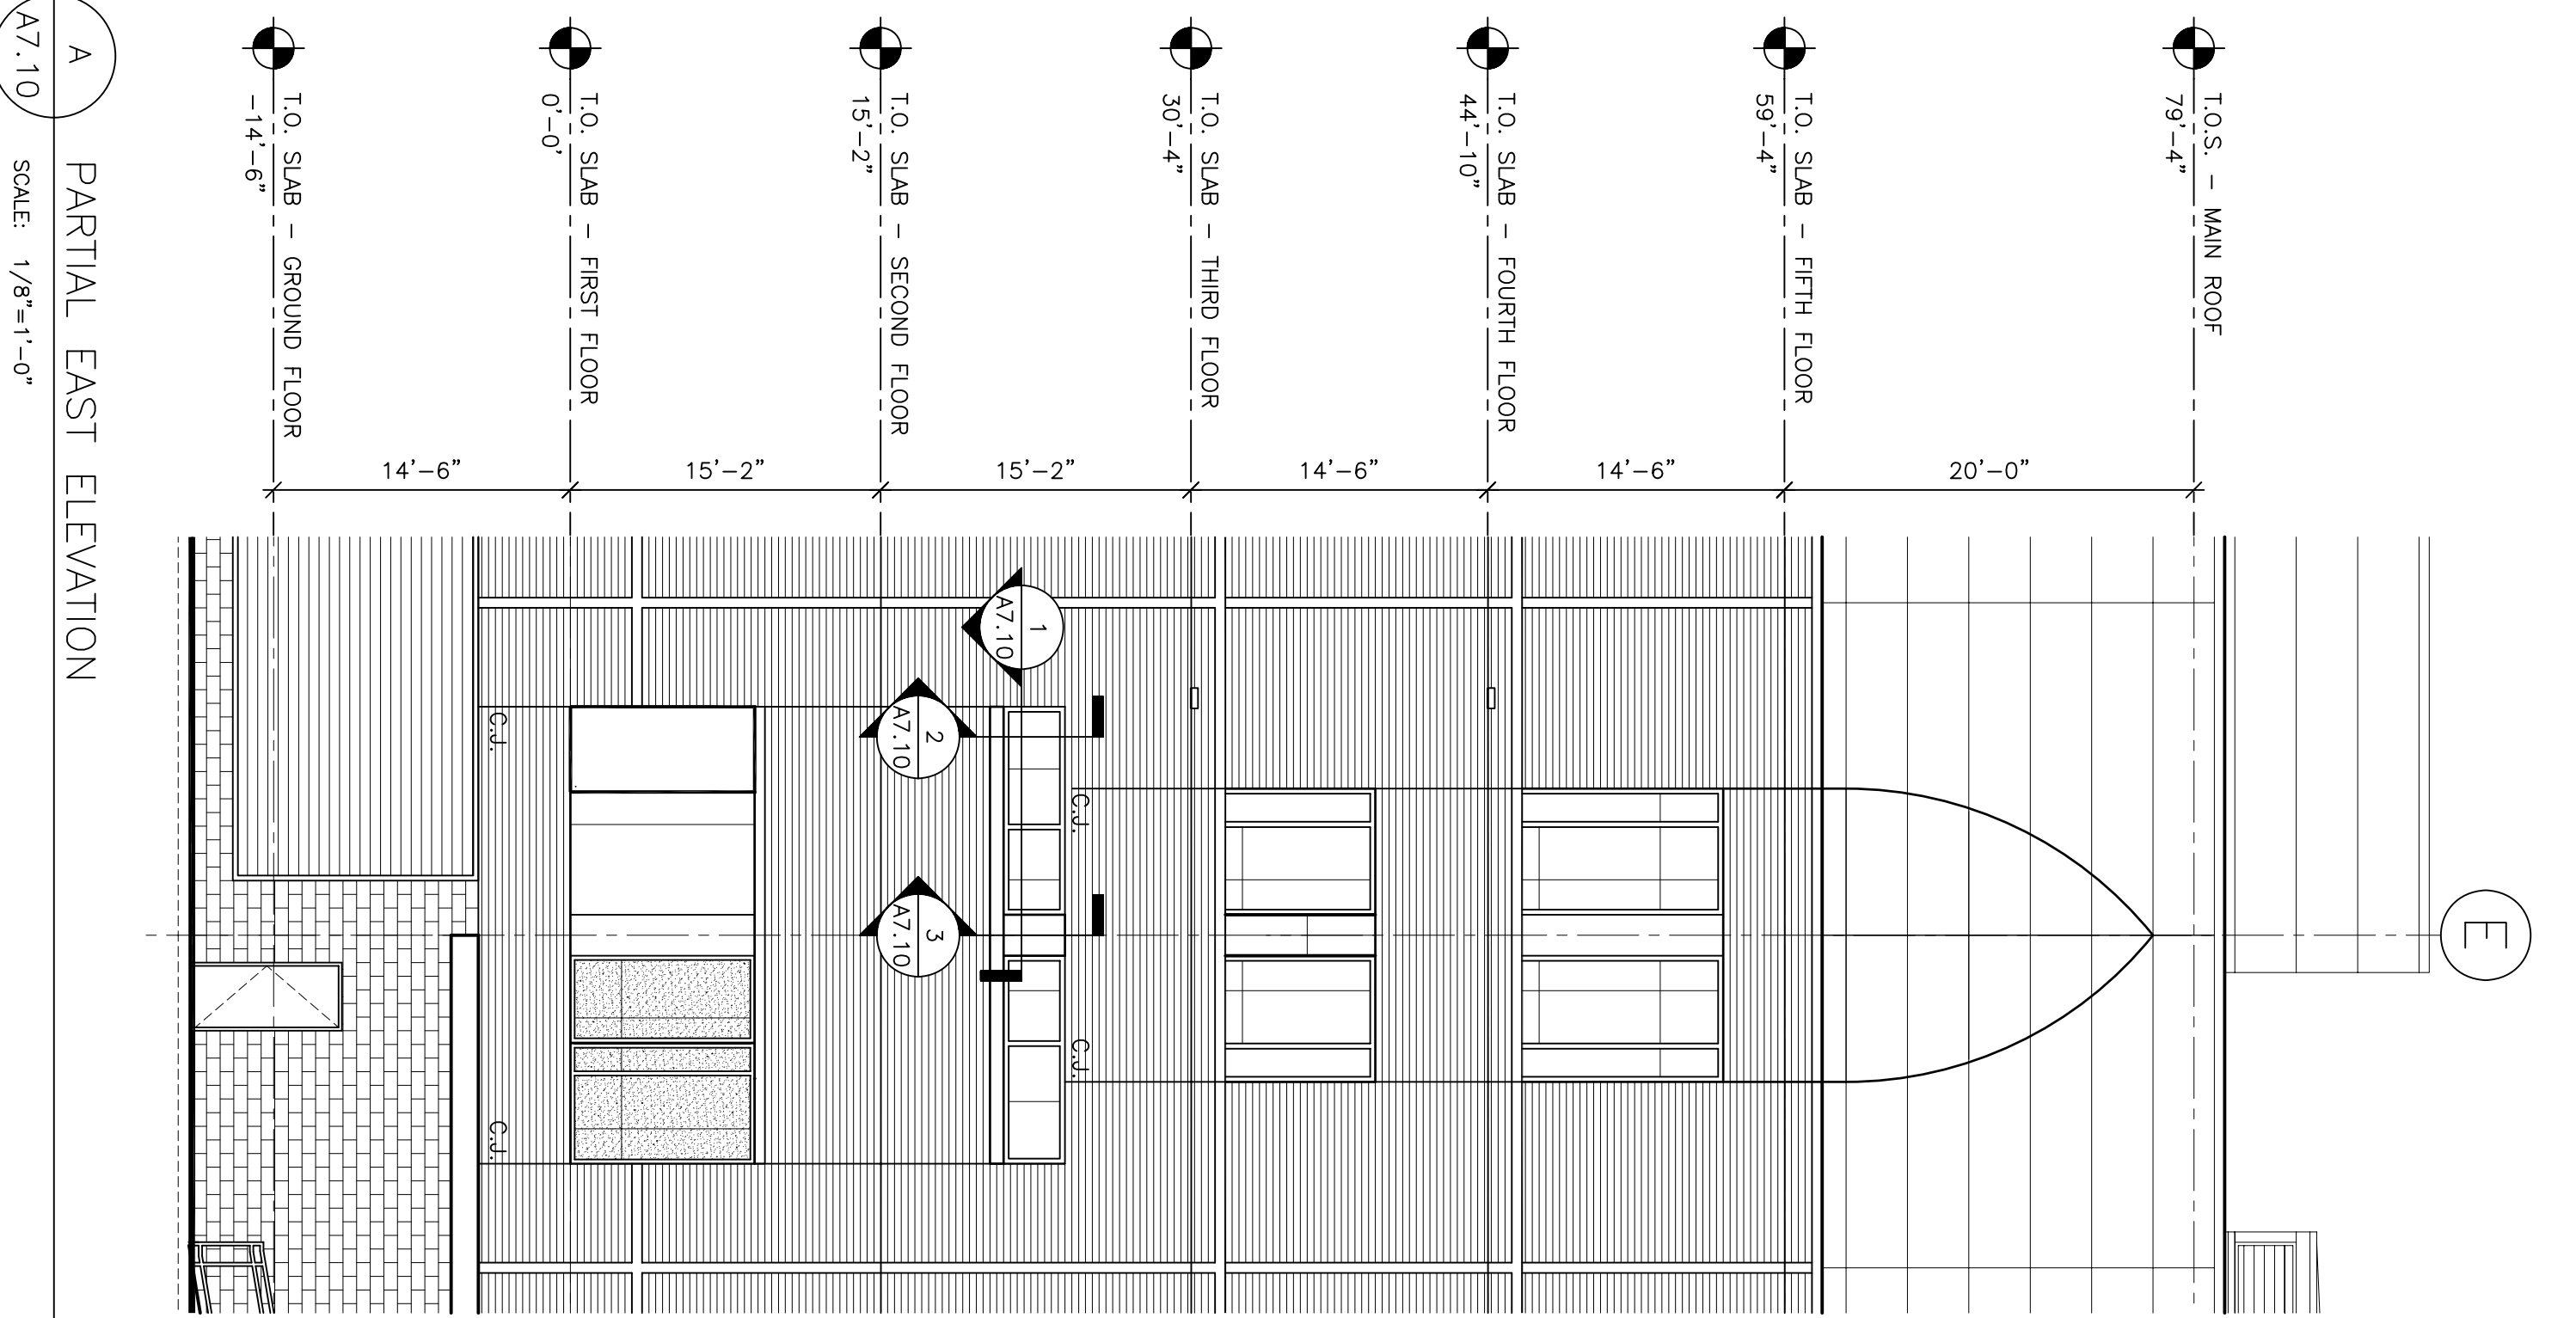 E
T.O.S. - MAIN ROOF
79'-4"
20'-0"
T.O. SLAB - FIFTH FLOOR
59'-4"
14'-6"
T.O. SLAB - FOURTH FLOOR
44'-10"
14'-6"
T.O. SLAB - THIRD FLOOR
30'-4"
C.J.
C.J.
1
A7.10
15'-2"
2
A7.10
3
A7.10
T.O. SLAB - SECOND FLOOR
15'-2"
15'-2"
T.O. SLAB - FIRST FLOOR
0'-0'
C.J.
C.J.
14'-6"
T.O. SLAB - GROUND FLOOR
-14'-6"
A
A7.10
PARTIAL EAST ELEVATION
SCALE: 1/8"=1'-0"